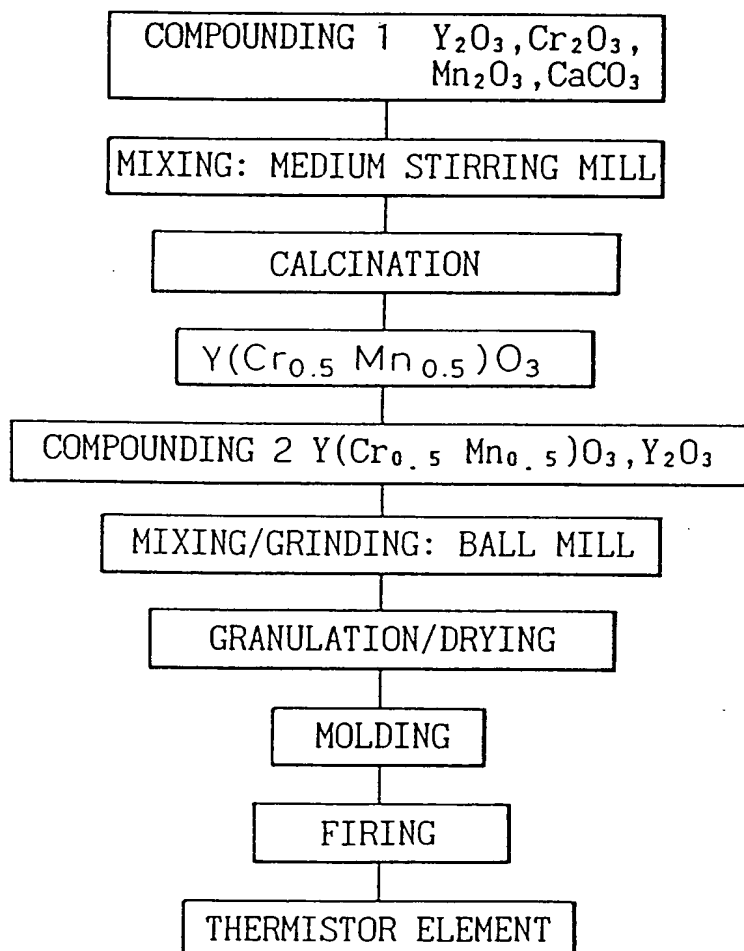 COMPOUNDING 1 Y₂O₃,Cr₂O₃,
Mn₂O₃,CaCO₃
MIXING: MEDIUM STIRRING MILL
CALCINATION
Y(Cr₀.₅ Mn₀.₅)O₃
COMPOUNDING 2 Y(Cr₀.₅ Mn₀.₅)O₃,Y₂O₃
MIXING/GRINDING: BALL MILL
GRANULATION/DRYING
MOLDING
FIRING
THERMISTOR ELEMENT